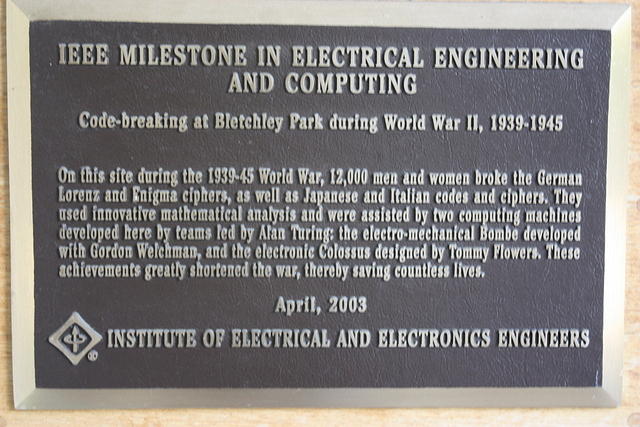 IEEE MILESTONE IN ELECTRICAL ENGINEERING
AND COMPUTING
Code-breaking at Bletchley Park during World War II, 1939-1945
On this site during the 1939-45 World War, 12,000 men and women broke the German
Lorenz and Enigma ciphers, as well as Japanese and Italian codes and ciphers. They
used innovative mathematical analysis and were assisted by two computing machines
developed here by teams led by Alan Turing: the electro-mechanical Bombe developed
with Gordon Welchman, and the electronic Colossus designed by Tommy Flowers. These
achievements greatly shortened the war, thereby saving countless lives.
April, 2003
INSTITUTE OF ELECTRICAL AND ELECTRONICS ENGINEERS
®